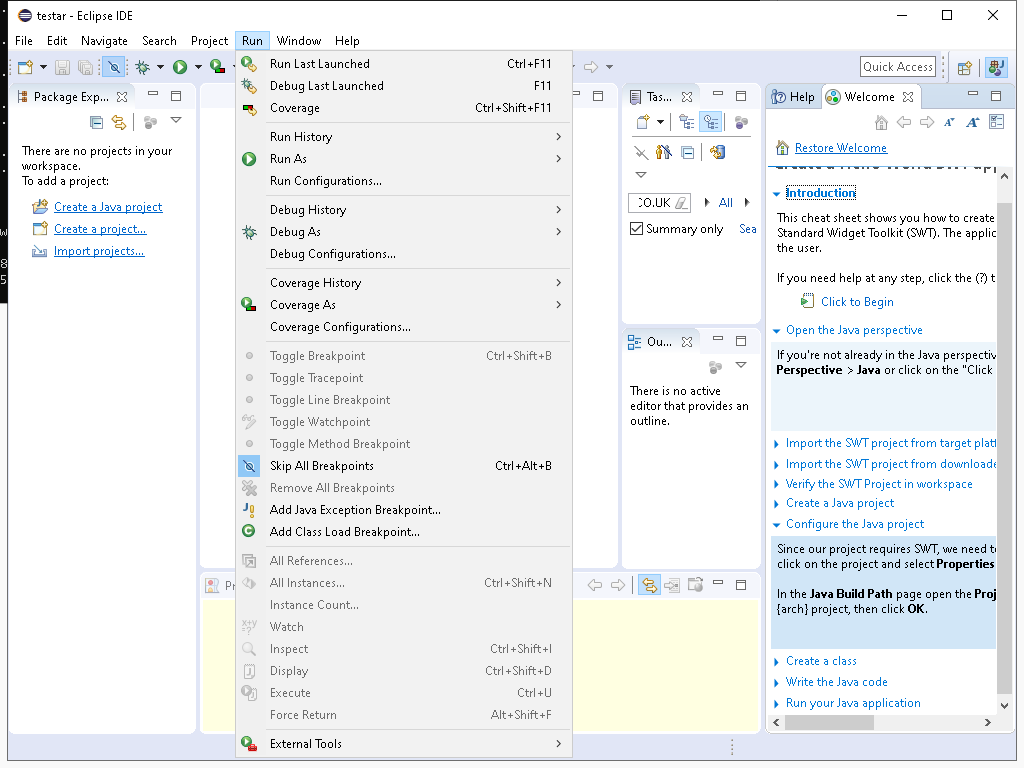 testar - Eclipse IDE
File Edit Navigate Search Project Run Window Help
Quick Access
Package Exp...
There are no projects in your
workspace.
To add a project:
Create a Java project
Create a project...
Import projects...
Run Last Launched Ctrl+F11
Debug Last Launched F11
Coverage Ctrl+Shift+F11
Run History
Run As
Run Configurations...
Debug History
Debug As
Debug Configurations...
Coverage History
Coverage As
Coverage Configurations...
Toggle Breakpoint Ctrl+Shift+B
Toggle Tracepoint
Toggle Line Breakpoint
Toggle Watchpoint
Toggle Method Breakpoint
Skip All Breakpoints Ctrl+Alt+B
Remove All Breakpoints
Add Java Exception Breakpoint...
Add Class Load Breakpoint...
All References...
All Instances... Ctrl+Shift+N
Instance Count...
Watch
Inspect Ctrl+Shift+I
Display Ctrl+Shift+D
Execute Ctrl+U
Force Return Alt+Shift+F
External Tools
Pr
Tas...
CO.UK All
Summary only Sea
Ou...
There is no active
editor that provides an
outline.
Help Welcome
Restore Welcome
Create a Hello World SWT app
Introduction
This cheat sheet shows you how to create
Standard Widget Toolkit (SWT). The applic
the user.
If you need help at any step, click the (?) t
Click to Begin
Open the Java perspective
If you're not already in the Java perspectiv
Perspective > Java or click on the "Click
Import the SWT project from target platf
Import the SWT project from downloade
Verify the SWT Project in workspace
Create a Java project
Configure the Java project
Since our project requires SWT, we need to
click on the project and select Properties
In the Java Build Path page open the Proj
{arch} project, then click OK.
Create a class
Write the Java code
Run your Java application